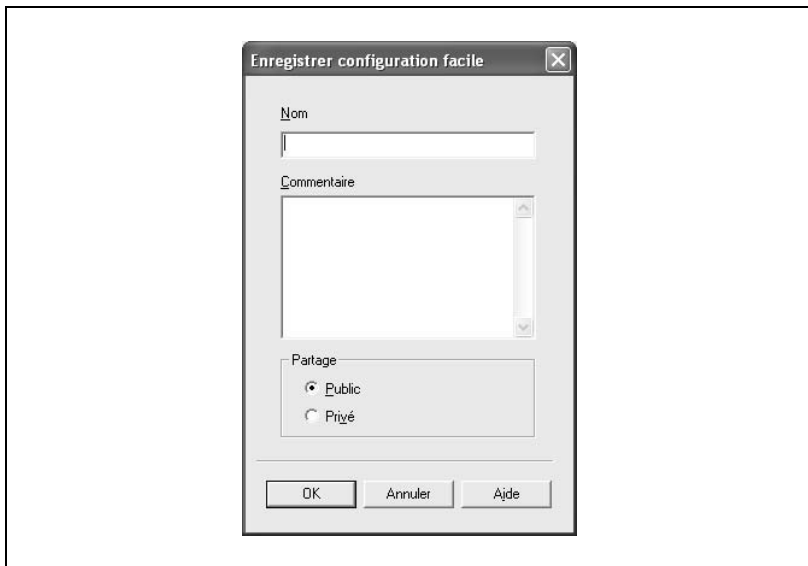 Enregistrer configuration facile
Nom
Commentaire
Partage
Public
Privé
OK Annuler Aide